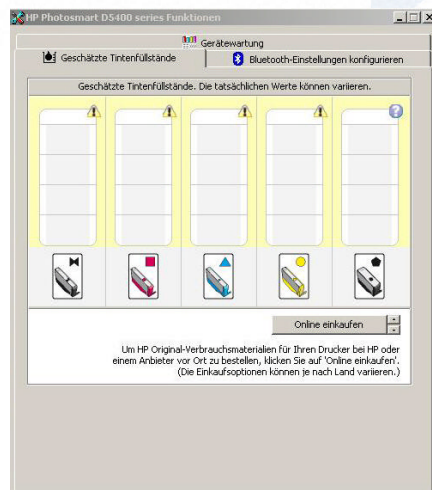 HP Photosmart D5400 series Funktionen
Gerätewartung
Geschätzte Tintenfüllstände
Bluetooth-Einstellungen konfigurieren
Geschätzte Tintenfüllstände. Die tatsächlichen Werte können variieren.
Online einkaufen
Um HP Original-Verbrauchsmaterialien für Ihren Drucker bei HP oder
einem Anbieter vor Ort zu bestellen, klicken Sie auf 'Online einkaufen'.
(Die Einkaufsoptionen können je nach Land variieren.)